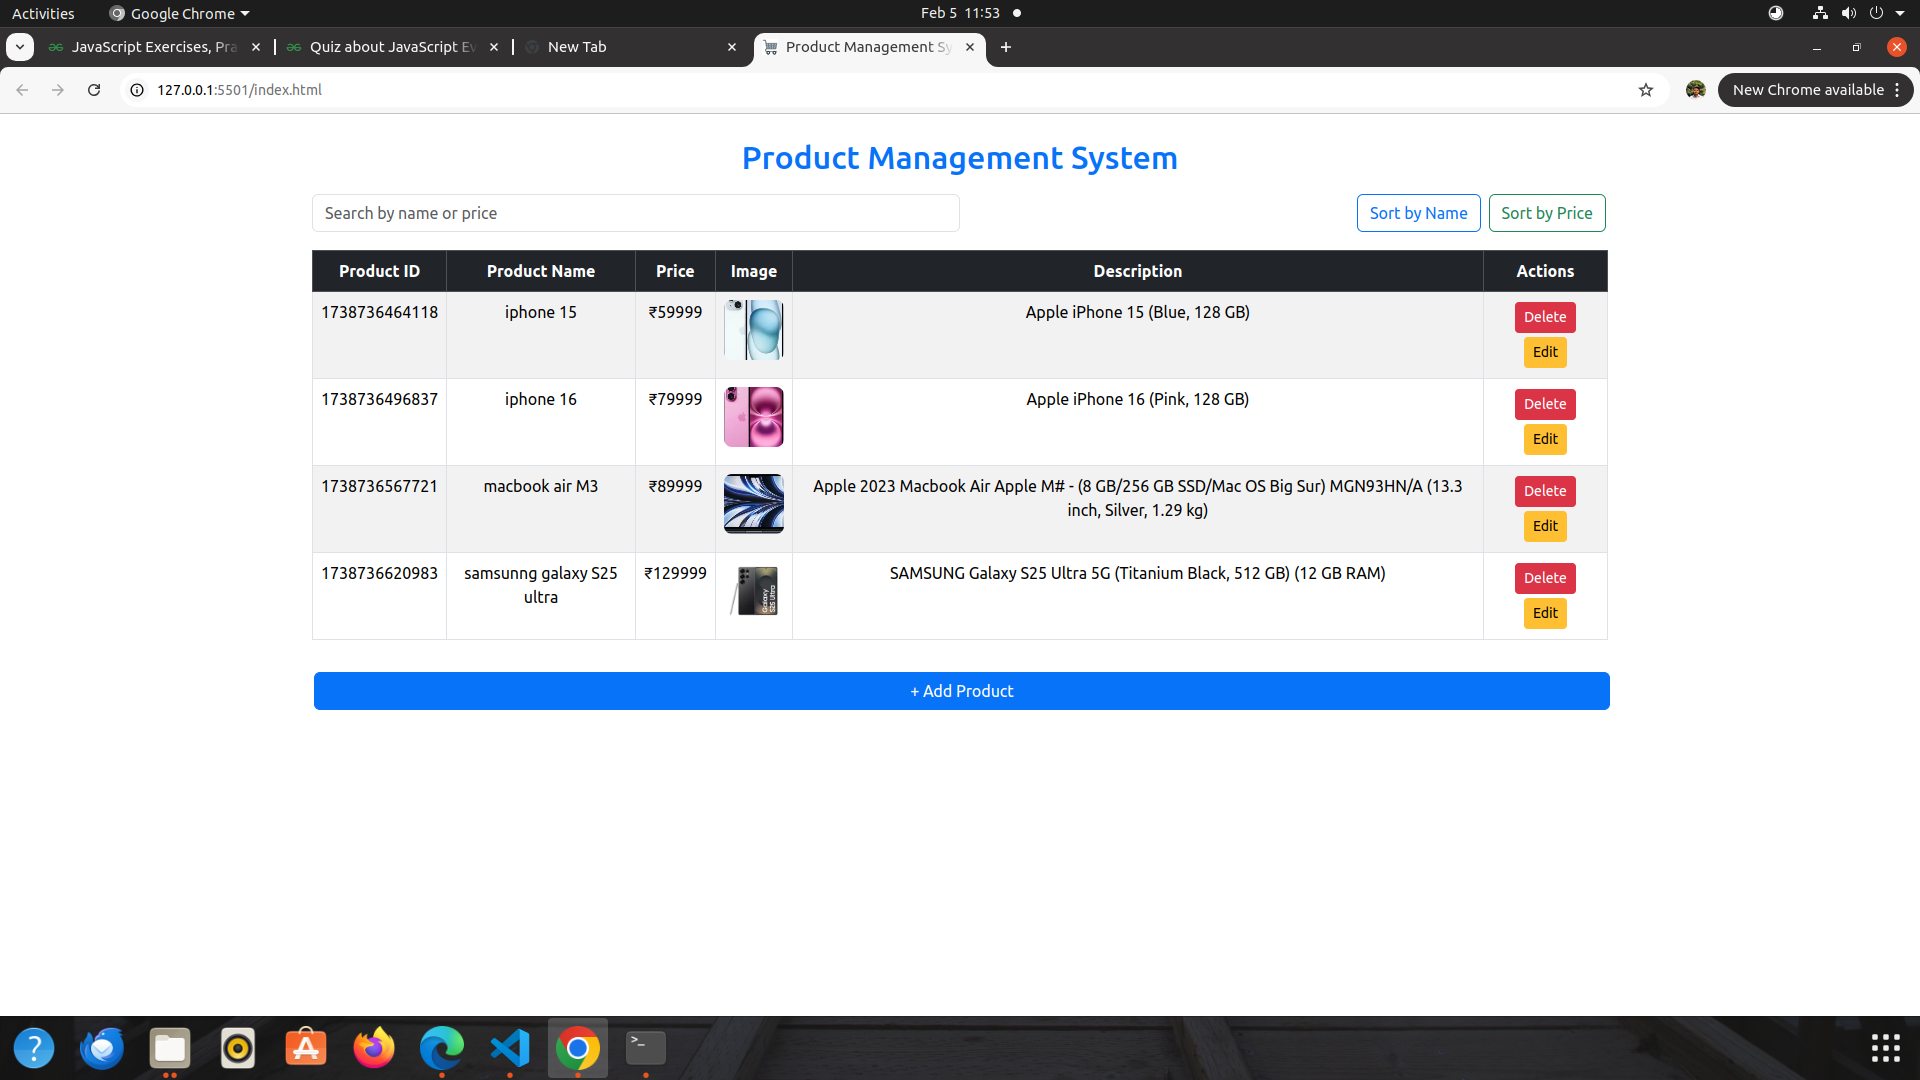 Activities
Google Chrome
Feb 5 11:53
JavaScript Exercises, Pra
Quiz about JavaScript Ev
New Tab
Product Management Sy
127.0.0.1:5501/index.html
New Chrome available
Product Management System
Search by name or price
Sort by Name
Sort by Price
Product ID Product Name Price Image Description Actions
1738736464118 iphone 15 ₹59999 Apple iPhone 15 (Blue, 128 GB) Delete
Edit
1738736496837 iphone 16 ₹79999 Apple iPhone 16 (Pink, 128 GB) Delete
Edit
1738736567721 macbook air M3 ₹89999 Apple 2023 Macbook Air Apple M# - (8 GB/256 GB SSD/Mac OS Big Sur) MGN93HN/A (13.3 Delete
inch, Silver, 1.29 kg)
Edit
1738736620983 samsunng galaxy S25 ₹129999 SAMSUNG Galaxy S25 Ultra 5G (Titanium Black, 512 GB) (12 GB RAM) Delete
ultra
Galaxy
S25 Ultra
Edit
+ Add Product